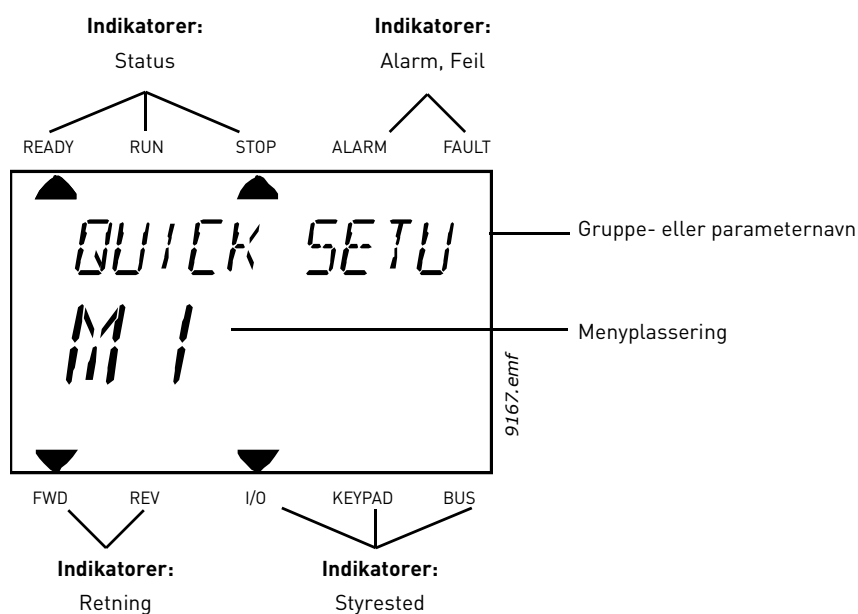 Indikatorer: Indikatorer:
Status Alarm, Feil
READY RUN STOP ALARM FAULT
QUICK SETU
Gruppe- eller parameternavn
M1
Menyplassering
9167.emf
FWD REV I/O KEYPAD BUS
Indikatorer: Indikatorer:
Retning Styrested